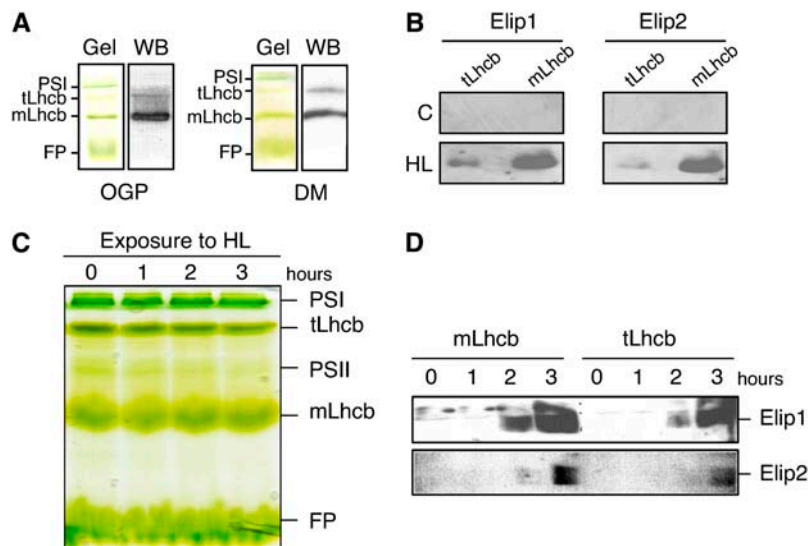 A
Gel WB
PSI
tLhcb
mLhcb
FP
OGP
Gel WB
PSI
tLhcb
mLhcb
FP
DM
B
Elip1 Elip2
tLhcb mLhcb tLhcb mLhcb
C
HL
C
Exposure to HL
0 1 2 3 hours
PSI
tLhcb
PSII
mLhcb
FP
D
mLhcb tLhcb
0 1 2 3 0 1 2 3 hours
Elip1
Elip2